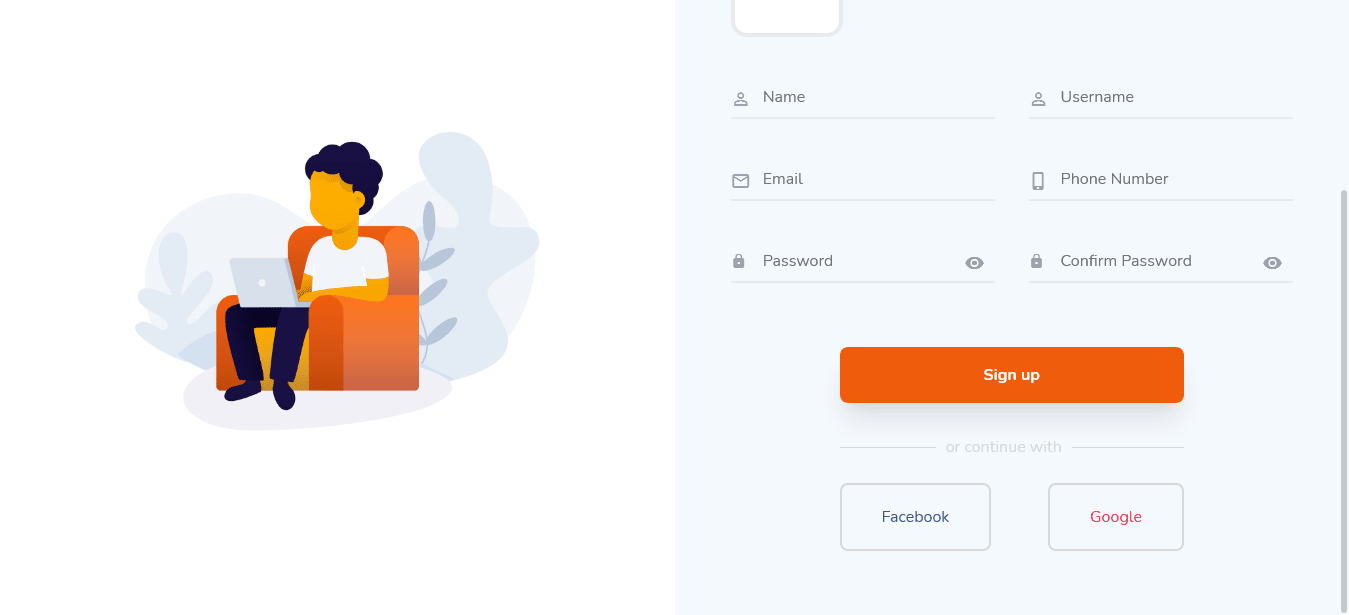 Name
Username
Email
Phone Number
Password
Confirm Password
Sign up
or continue with
Facebook
Google